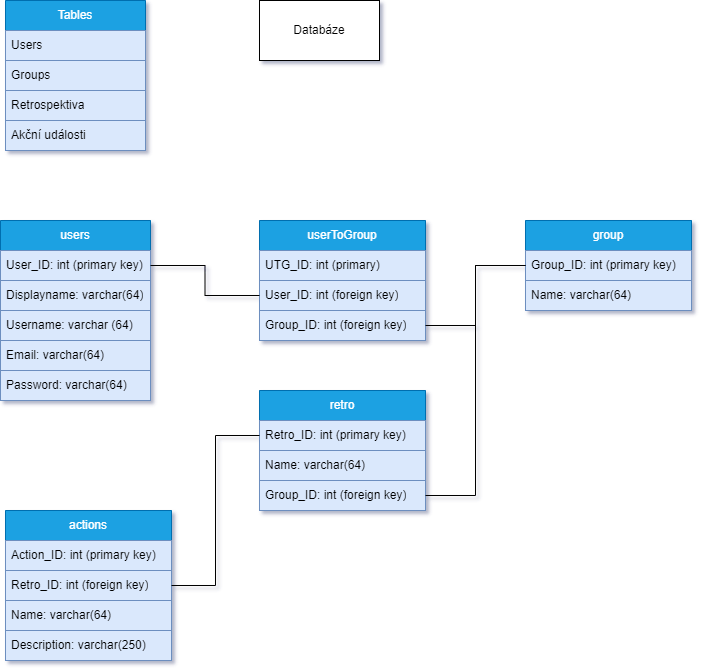 Tables
Users
Groups
Retrospektiva
Akční události
Databáze
users
User_ID: int (primary key)
Displayname: varchar(64)
Username: varchar (64)
Email: varchar(64)
Password: varchar(64)
userToGroup
UTG_ID: int (primary)
User_ID: int (foreign key)
Group_ID: int (foreign key)
group
Group_ID: int (primary key)
Name: varchar(64)
retro
Retro_ID: int (primary key)
Name: varchar(64)
Group_ID: int (foreign key)
actions
Action_ID: int (primary key)
Retro_ID: int (foreign key)
Name: varchar(64)
Description: varchar(250)